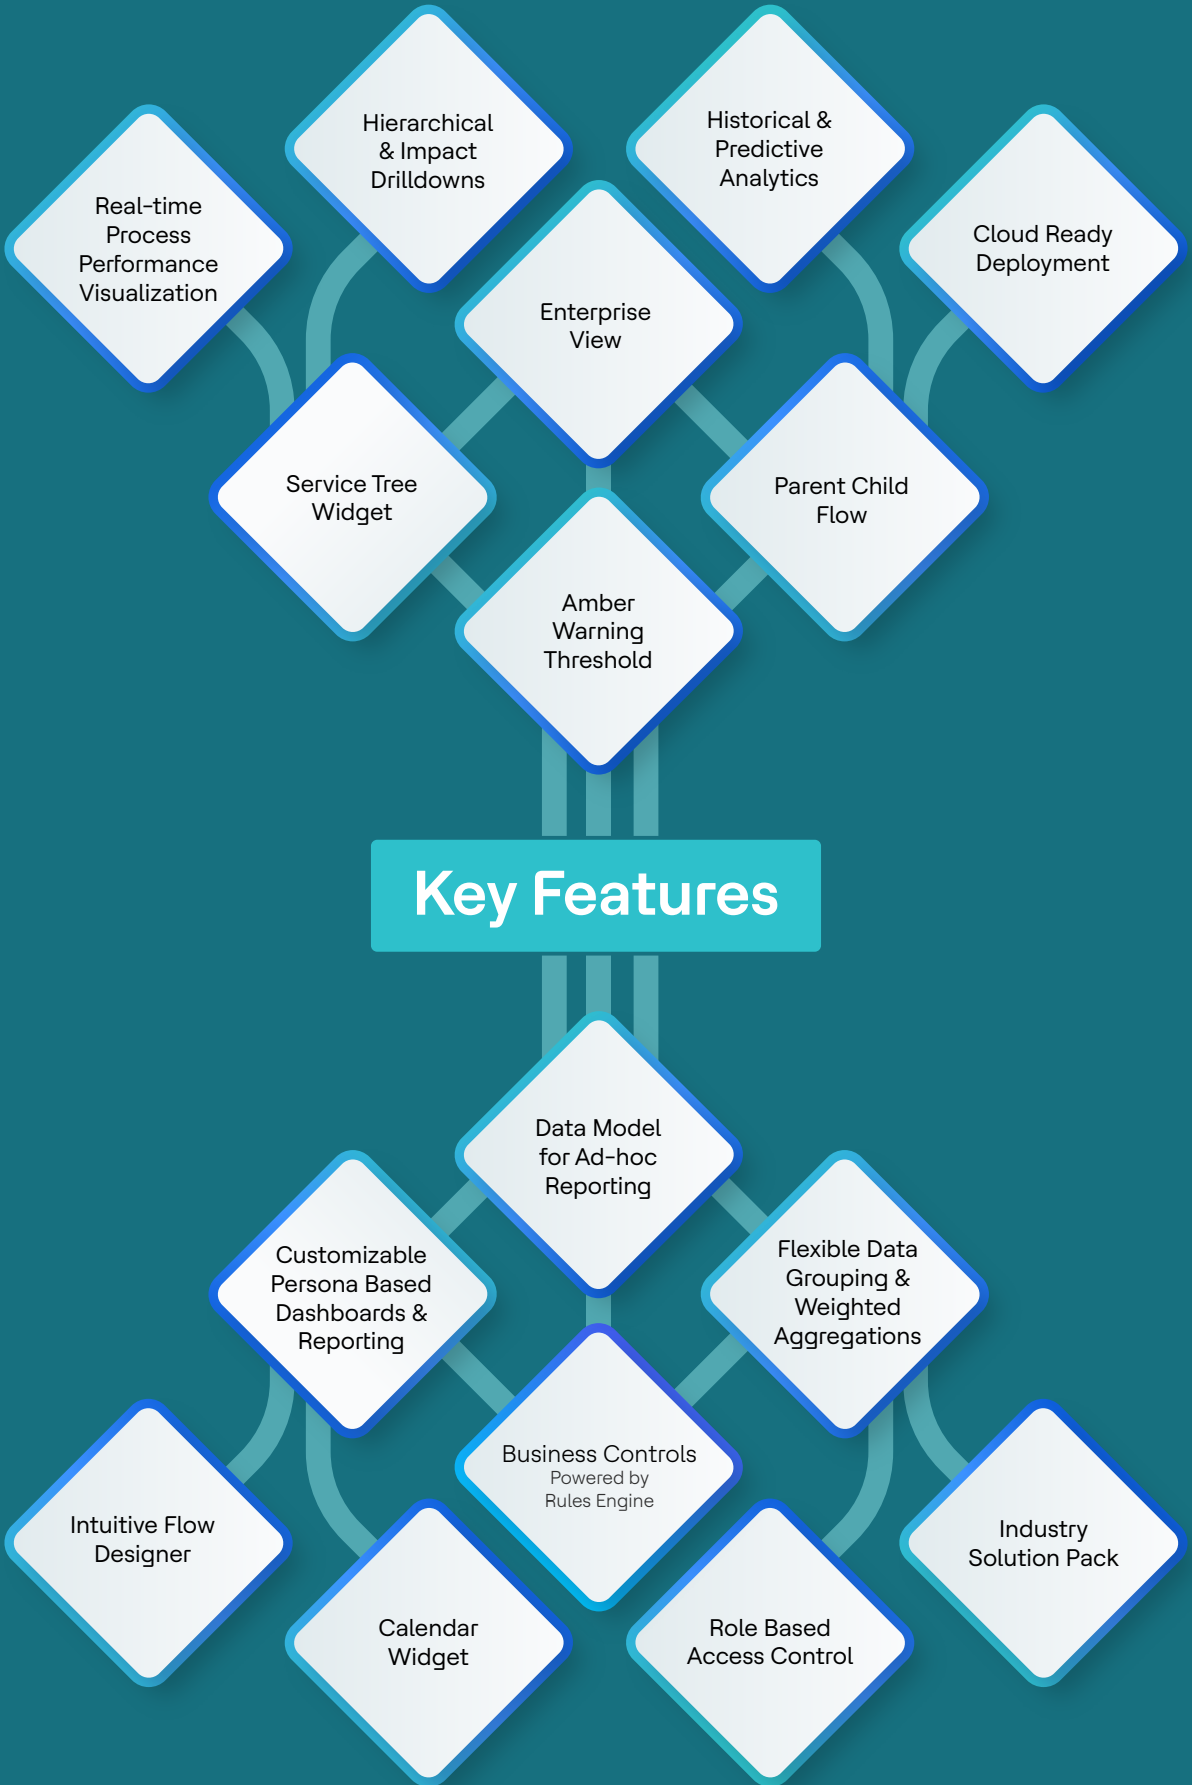 Hierarchical
& Impact
Drilldowns
Historical &
Predictive
Analytics
Real-time
Process
Performance
Visualization
Cloud Ready
Deployment
Enterprise
View
Service Tree
Widget
Parent Child
Flow
Amber
Warning
Threshold
Key Features
Data Model
for Ad-hoc
Reporting
Customizable
Persona Based
Dashboards &
Reporting
Flexible Data
Grouping &
Weighted
Aggregations
Business Controls
Powered by
Rules Engine
Intuitive Flow
Designer
Industry
Solution Pack
Calendar
Widget
Role Based
Access Control